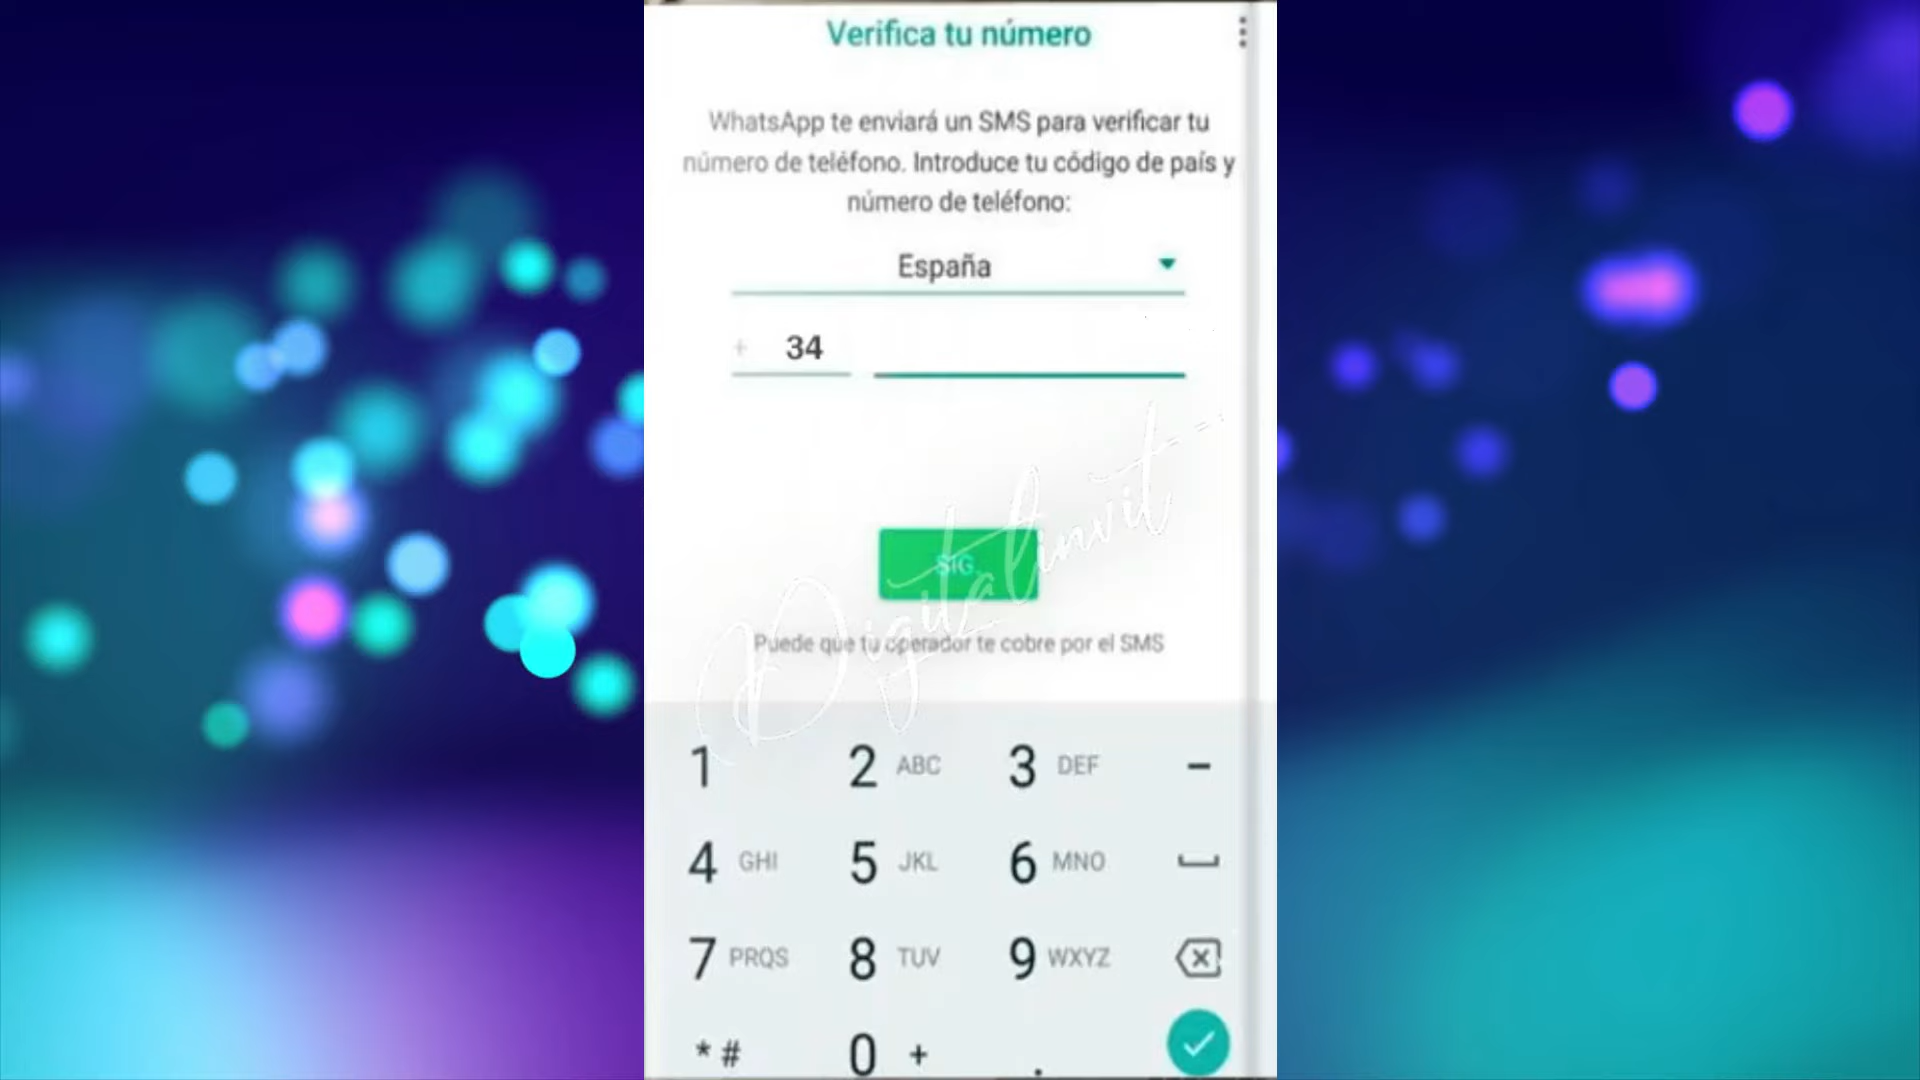 Verifica tu número
WhatsApp te enviará un SMS para verificar tu
número de teléfono. Introduce tu código de país y
número de teléfono:
España
+ 34
SIG.
Puede que tu operador te cobre por el SMS
Digitalinvit
1 2 ABC 3 DEF -
4 GHI 5 JKL 6 MNO
7 PRQS 8 TUV 9 WXYZ
* # 0 + .